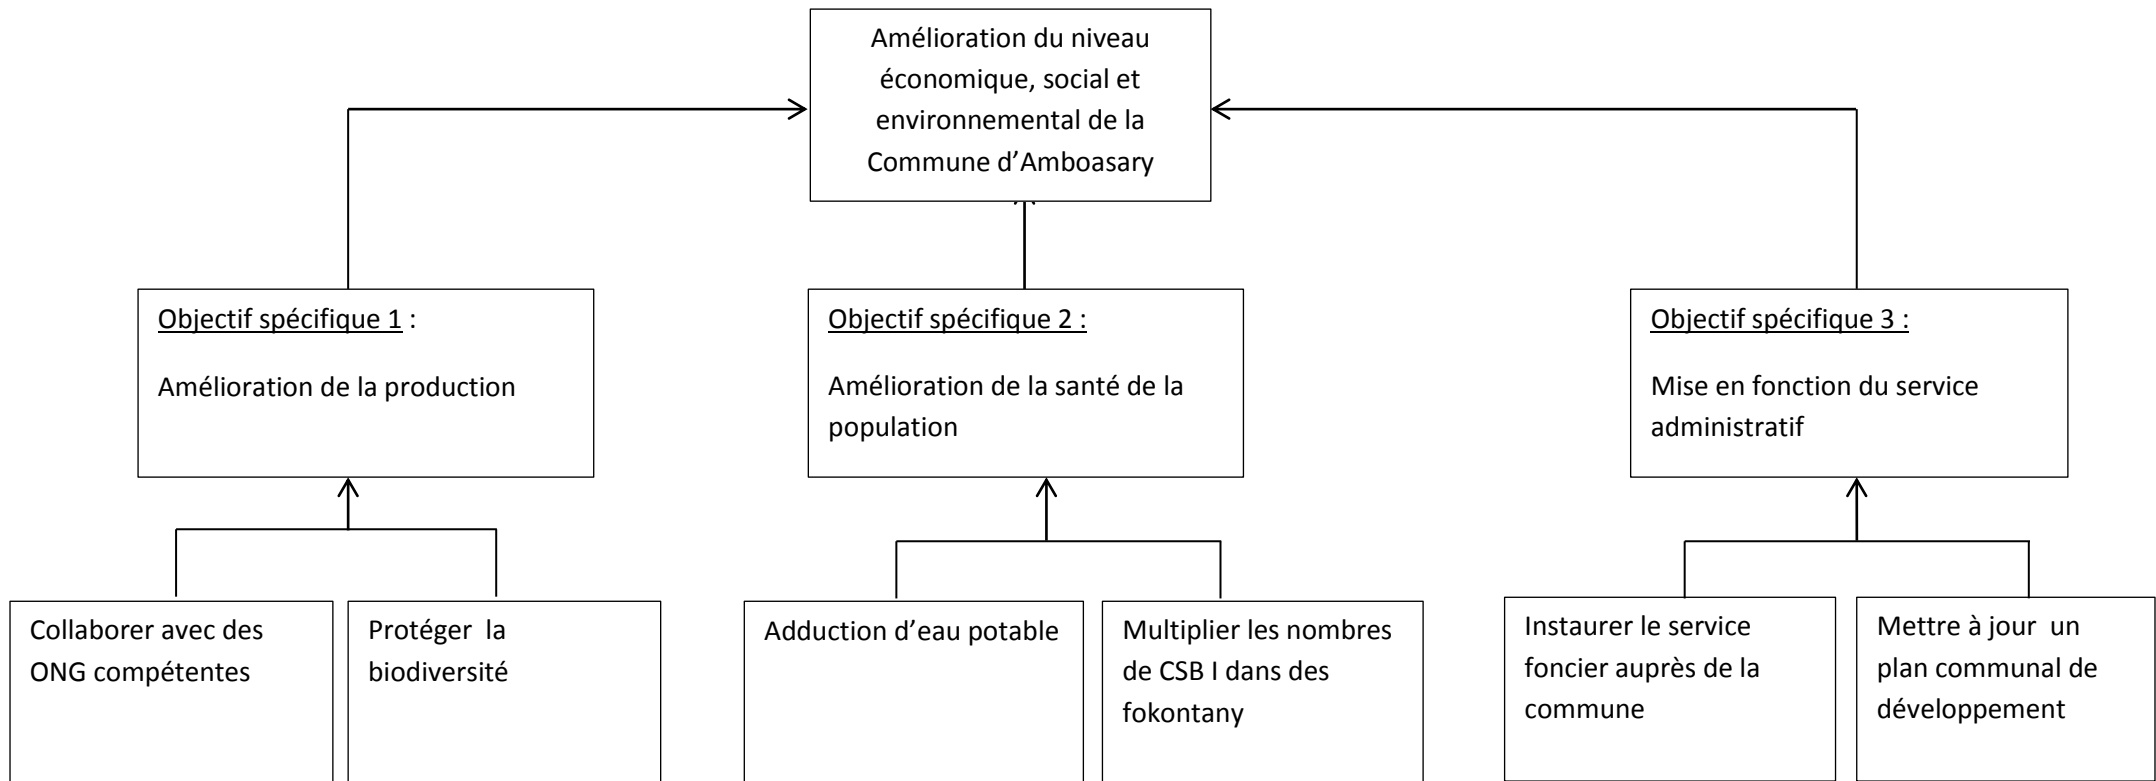 Amélioration du niveau
économique, social et
environnemental de la
Commune d’Amboasary
Objectif spécifique 1 :
Amélioration de la production
Objectif spécifique 2 :
Amélioration de la santé de la
population
Objectif spécifique 3 :
Mise en fonction du service
administratif
Collaborer avec des
ONG compétentes
Protéger  la
biodiversité
Adduction d’eau potable
Multiplier les nombres
de CSB I dans des
fokontany
Instaurer le service
foncier auprès de la
commune
Mettre à jour  un
plan communal de
développement